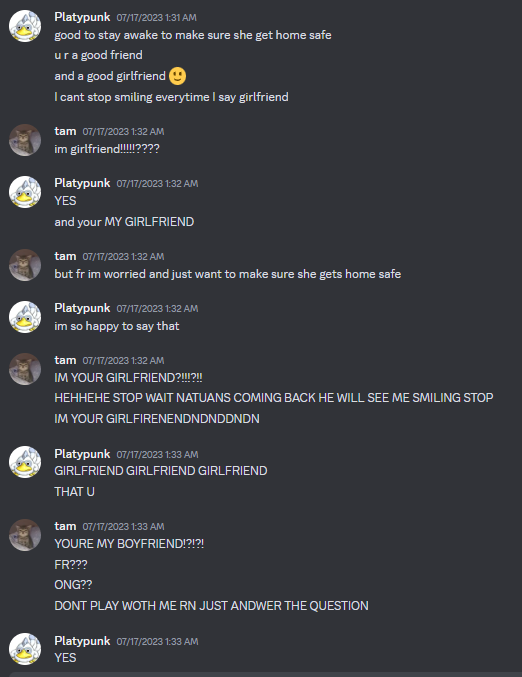 Platypunk 07/17/2023 1:31 AM
good to stay awake to make sure she get home safe
u r a good friend
and a good girlfriend 🙂
I cant stop smiling everytime I say girlfriend
tam 07/17/2023 1:32 AM
im girlfriend!!!!!????
Platypunk 07/17/2023 1:32 AM
YES
and your MY GIRLFRIEND
tam 07/17/2023 1:32 AM
but fr im worried and just want to make sure she gets home safe
Platypunk 07/17/2023 1:32 AM
im so happy to say that
tam 07/17/2023 1:32 AM
IM YOUR GIRLFRIEND?!!!?!!
HEHHEHE STOP WAIT NATUANS COMING BACK HE WILL SEE ME SMILING STOP
IM YOUR GIRLFIRENENDNDNDDNDN
Platypunk 07/17/2023 1:33 AM
GIRLFRIEND GIRLFRIEND GIRLFRIEND
THAT U
tam 07/17/2023 1:33 AM
YOURE MY BOYFRIEND!?!?!
FR???
ONG??
DONT PLAY WOTH ME RN JUST ANDWER THE QUESTION
Platypunk 07/17/2023 1:33 AM
YES